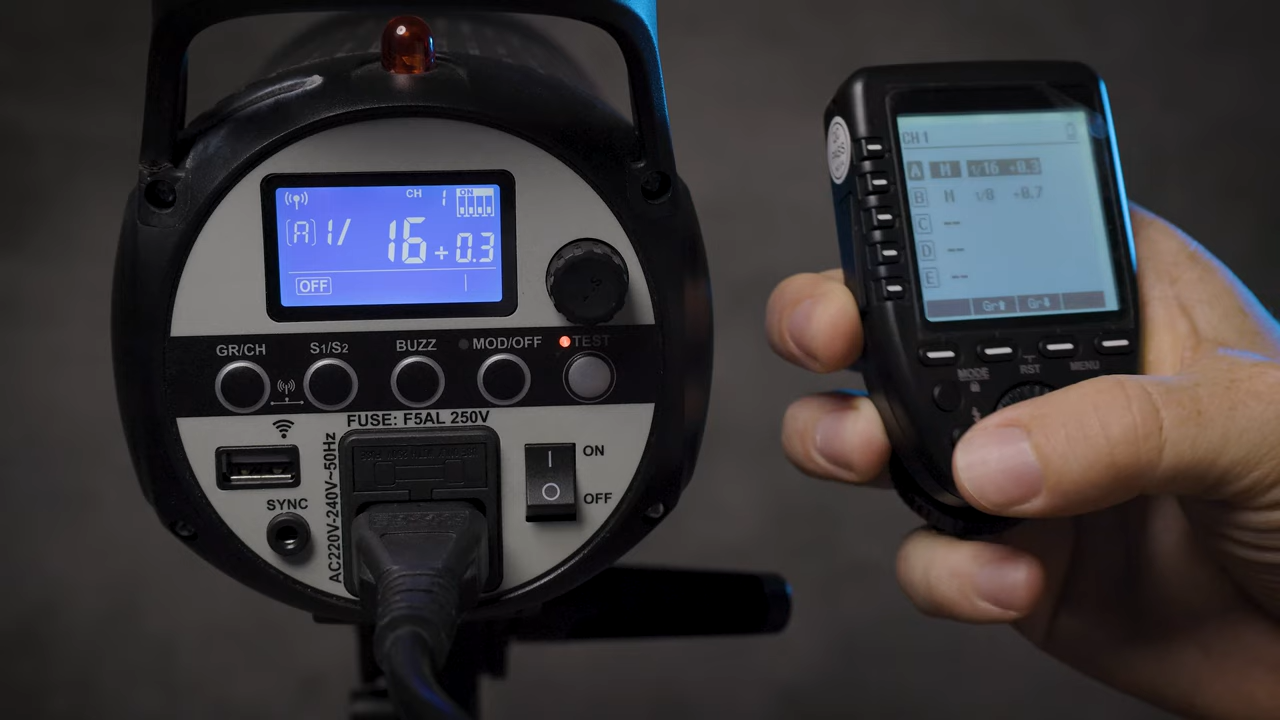 CH 1 ON
[A] 1/ 16 +0.3
OFF
GR/CH S1/S2 BUZZ MOD/OFF TEST
FUSE: F5AL 250V
AC220V-240V~50Hz
SYNC
ON
I
O
OFF
CH1
A M 1/16 +0.3
B M 1/8 +0.7
C --
D --
E --
Gr⬆ Gr⬇
MODE RST MENU